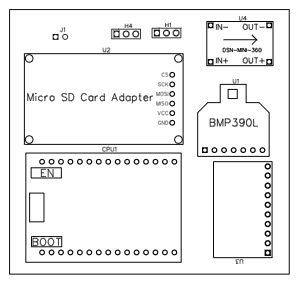 J1
H4
H1
U4
IN- OUT-
DSN-MINI-360
IN+ OUT+
U2
CS
SCK
MOSI
MISO
VCC
GND
Micro SD Card Adapter
U1
BMP390L
CPU1
EN
BOOT
U3